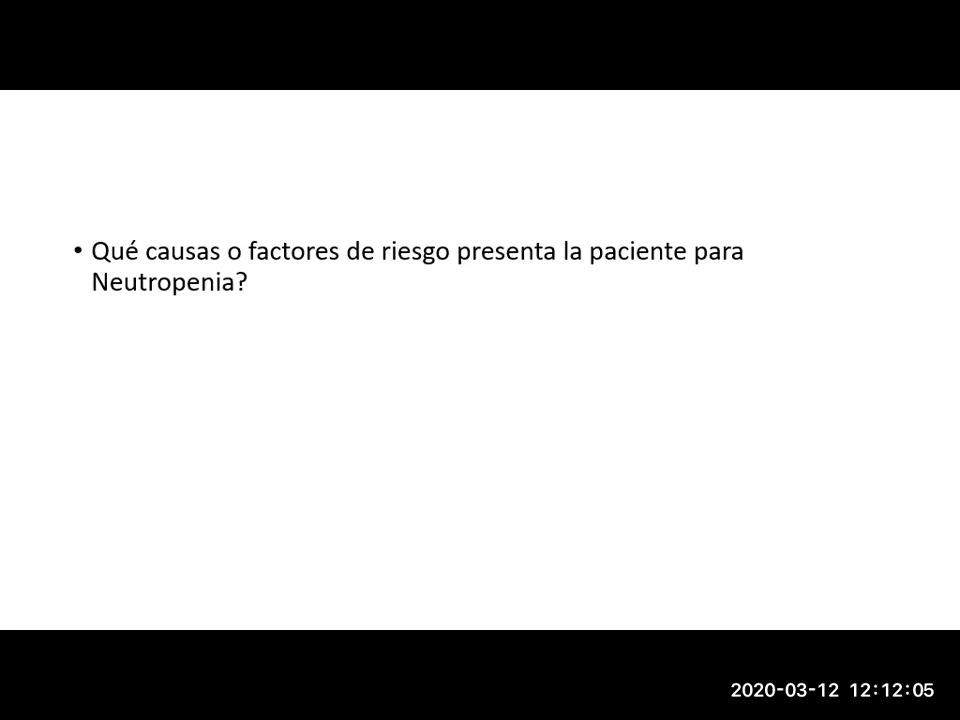 • Qué causas o factores de riesgo presenta la paciente para
Neutropenia?
2020-03-12 12:12:05